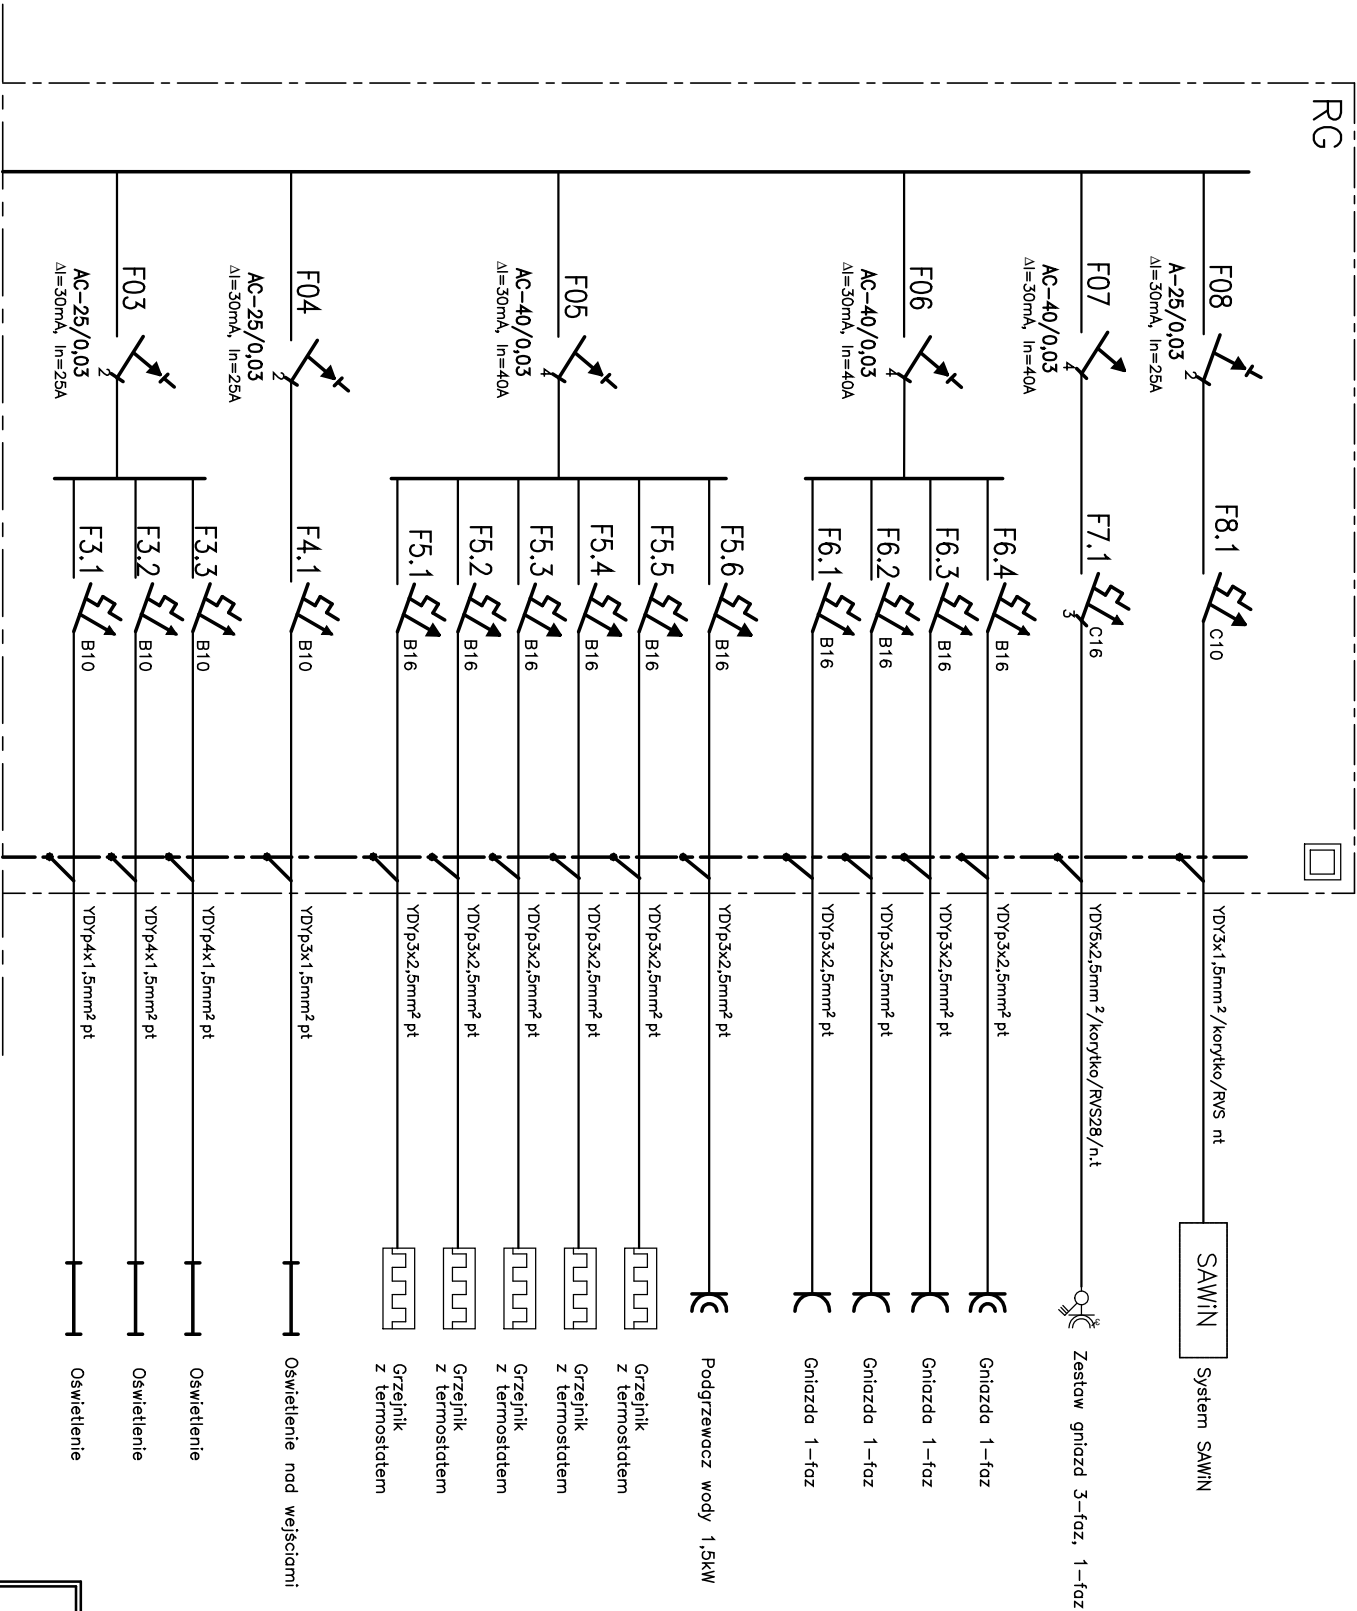 RG
F03
AC-25/0,03
ΔI=30mA, In=25A
2
F3.1
B10
YDYp4x1,5mm² pt
Oświetlenie
F3.2
B10
YDYp4x1,5mm² pt
Oświetlenie
F3.3
B10
YDYp4x1,5mm² pt
Oświetlenie
F04
AC-25/0,03
ΔI=30mA, In=25A
2
F4.1
B10
YDYp3x1,5mm² pt
Oświetlenie nad wejściami
F05
AC-40/0,03
ΔI=30mA, In=40A
4
F5.1
B16
YDYp3x2,5mm² pt
Grzejnik
z termostatem
F5.2
B16
YDYp3x2,5mm² pt
Grzejnik
z termostatem
F5.3
B16
YDYp3x2,5mm² pt
Grzejnik
z termostatem
F5.4
B16
YDYp3x2,5mm² pt
Grzejnik
z termostatem
F5.5
B16
YDYp3x2,5mm² pt
Grzejnik
z termostatem
F5.6
B16
YDYp3x2,5mm² pt
Podgrzewacz wody 1,5kW
F06
AC-40/0,03
ΔI=30mA, In=40A
4
F6.1
B16
YDYp3x2,5mm² pt
Gniazda 1-faz
F6.2
B16
YDYp3x2,5mm² pt
Gniazda 1-faz
F6.3
B16
YDYp3x2,5mm² pt
Gniazda 1-faz
F6.4
B16
YDYp3x2,5mm² pt
Gniazda 1-faz
F07
AC-40/0,03
ΔI=30mA, In=40A
4
F7.1
3
C16
YDY5x2,5mm²/korytko/RVS28/n.t
3
Zestaw gniazd 3-faz, 1-faz
F08
A-25/0,03
ΔI=30mA, In=25A
2
F8.1
C10
YDY3x1,5mm²/korytko/RVS nt
SAWiN
System SAWiN